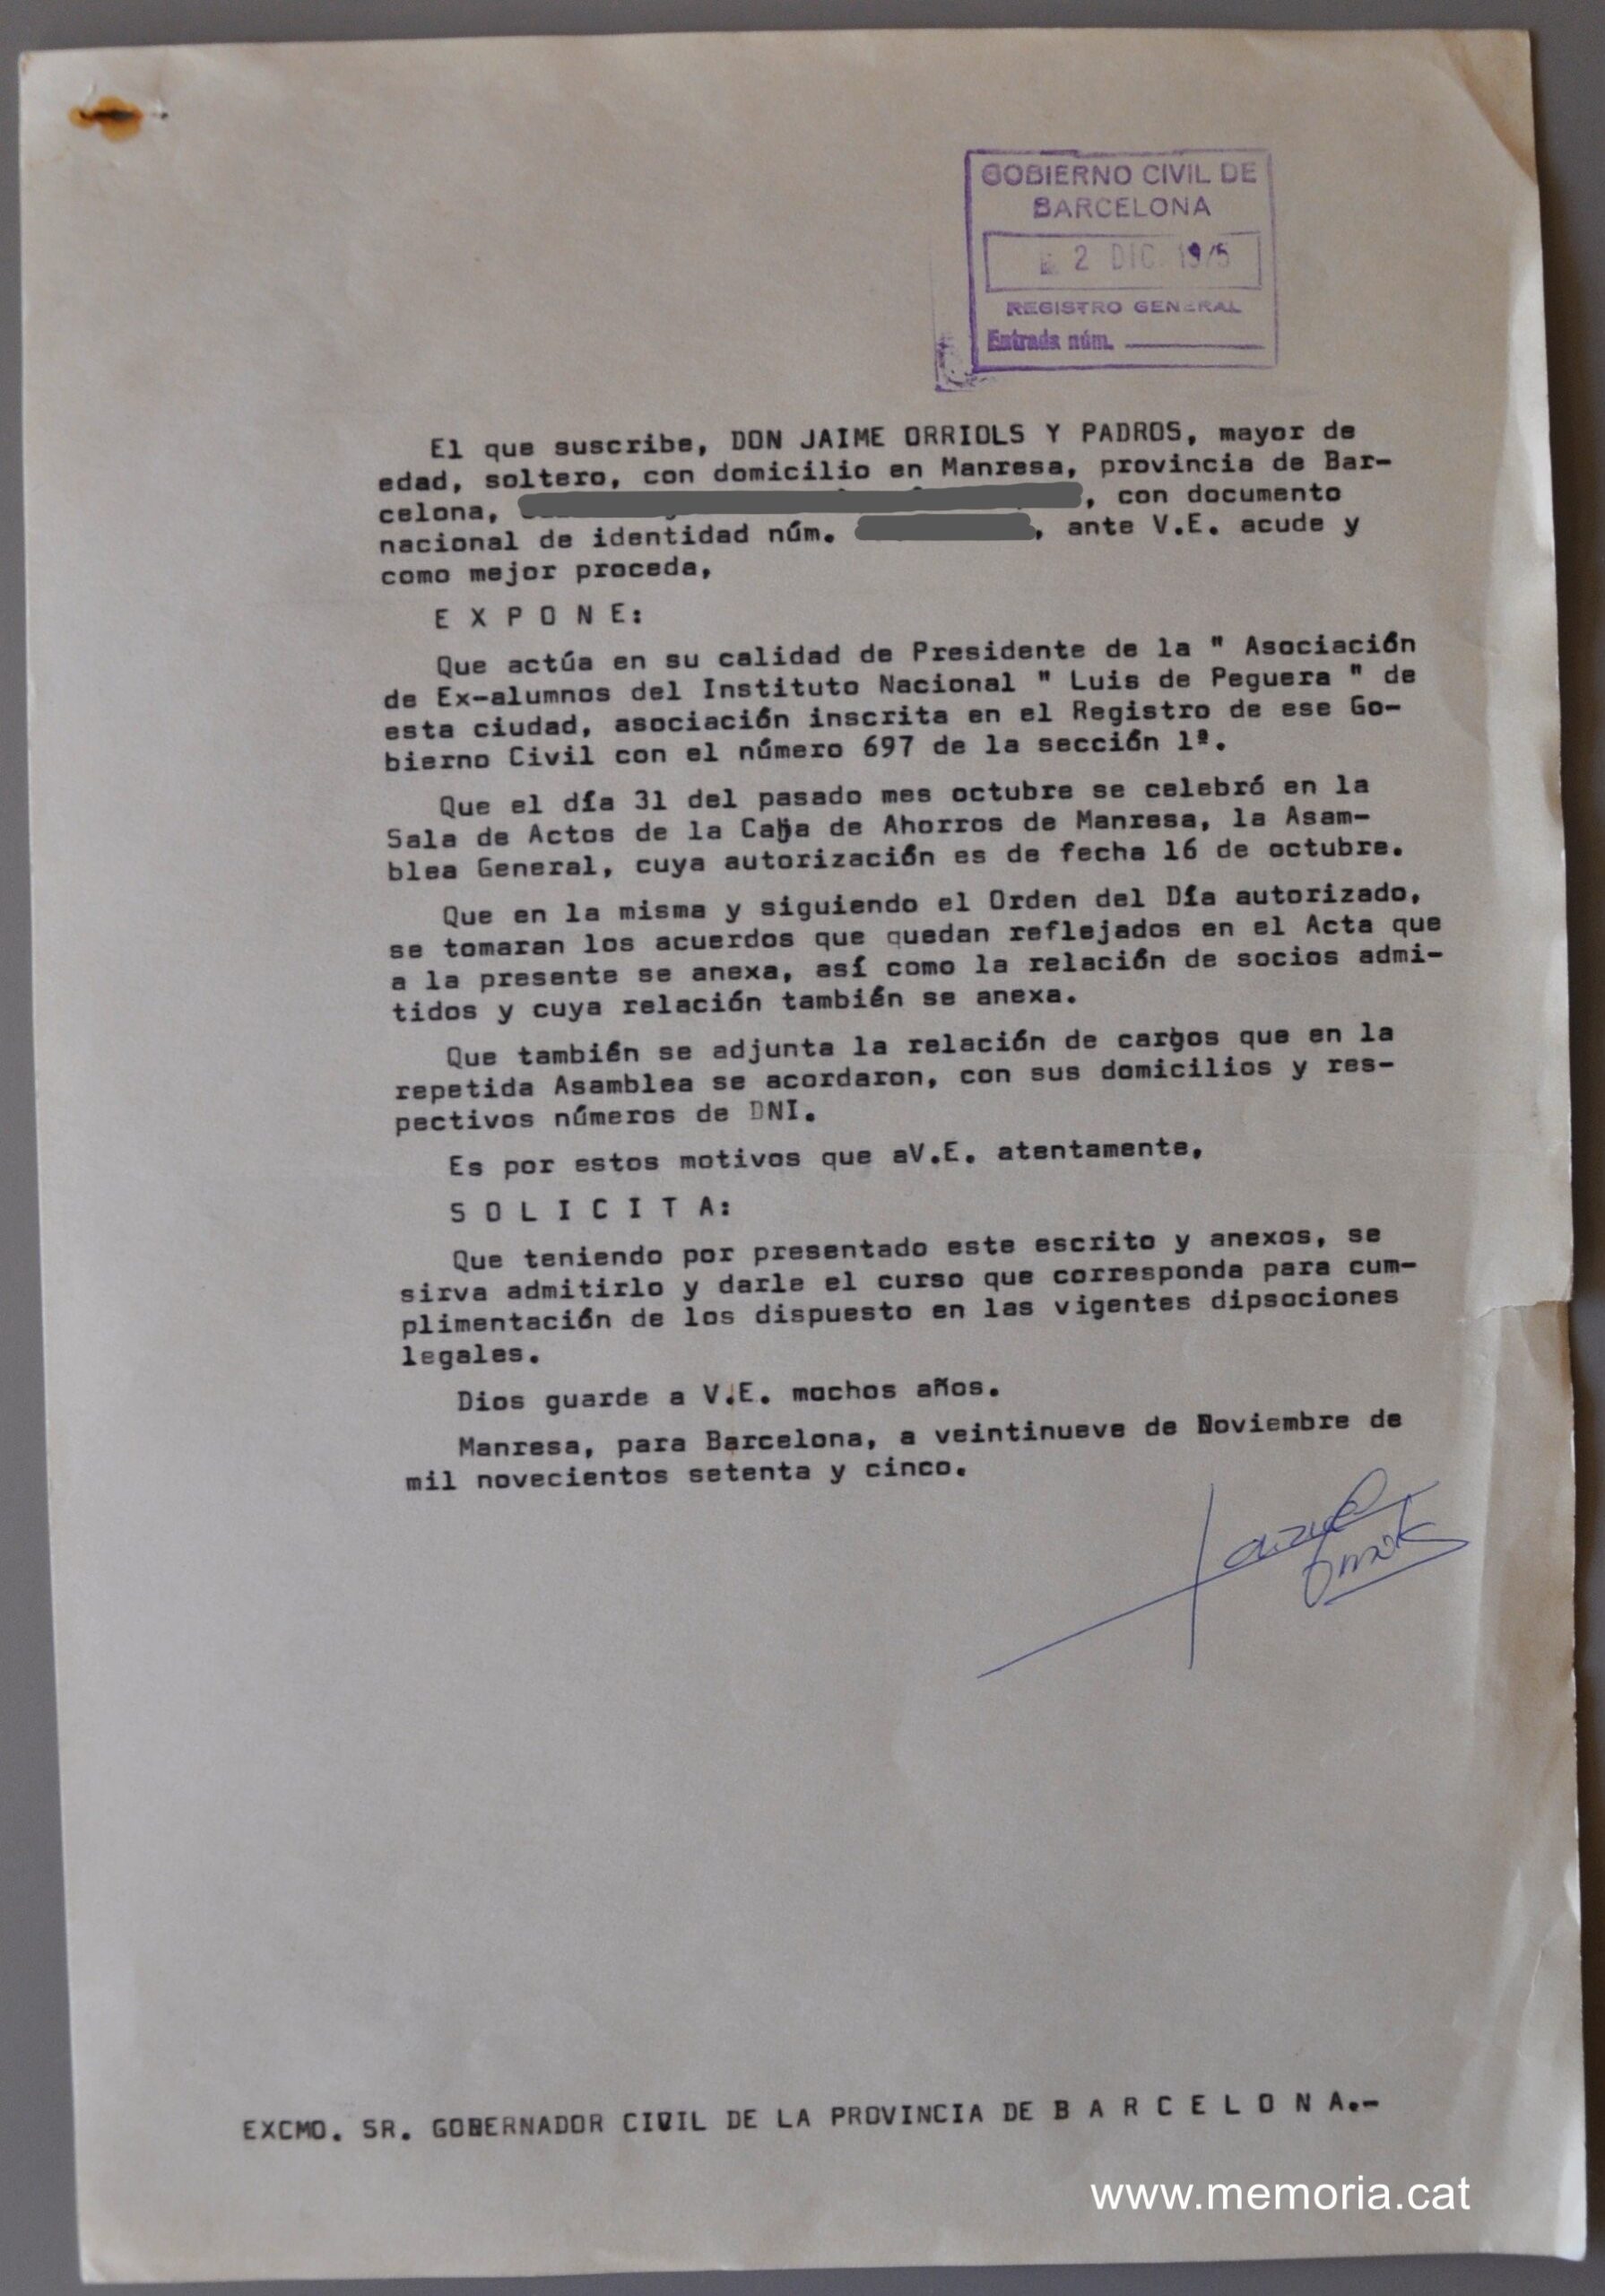 GOBIERNO CIVIL DE
BARCELONA
2 DIC. 1975
REGISTRO GENERAL
Entrada núm.
El que suscribe, DON JAIME ORRIOLS Y PADROS, mayor de
edad, soltero, con domicilio en Manresa, provincia de Bar-
celona, , con documento
nacional de identidad núm. , ante V.E. acude y
como mejor proceda,
E X P O N E:
Que actúa en su calidad de Presidente de la " Asociación
de Ex-alumnos del Instituto Nacional " Luis de Peguera " de
esta ciudad, asociación inscrita en el Registro de ese Go-
bierno Civil con el número 697 de la sección 1ª.
Que el día 31 del pasado mes octubre se celebró en la
Sala de Actos de la Caja de Ahorros de Manresa, la Asam-
blea General, cuya autorización es de fecha 16 de octubre.
Que en la misma y siguiendo el Orden del Día autorizado,
se tomaran los acuerdos que quedan reflejados en el Acta que
a la presente se anexa, así como la relación de socios admi-
tidos y cuya relación también se anexa.
Que también se adjunta la relación de cargos que en la
repetida Asamblea se acordaron, con sus domicilios y res-
pectivos números de DNI.
Es por estos motivos que aV.E. atentamente,
S O L I C I T A:
Que teniendo por presentado este escrito y anexos, se
sirva admitirlo y darle el curso que corresponda para cum-
plimentación de los dispuesto en las vigentes dipsociones
legales.
Dios guarde a V.E. mochos años.
Manresa, para Barcelona, a veintinueve de Noviembre de
mil novecientos setenta y cinco.
EXCMO. SR. GOBERNADOR CIVIL DE LA PROVINCIA DE B A R C E L O N A.-
www.memoria.cat